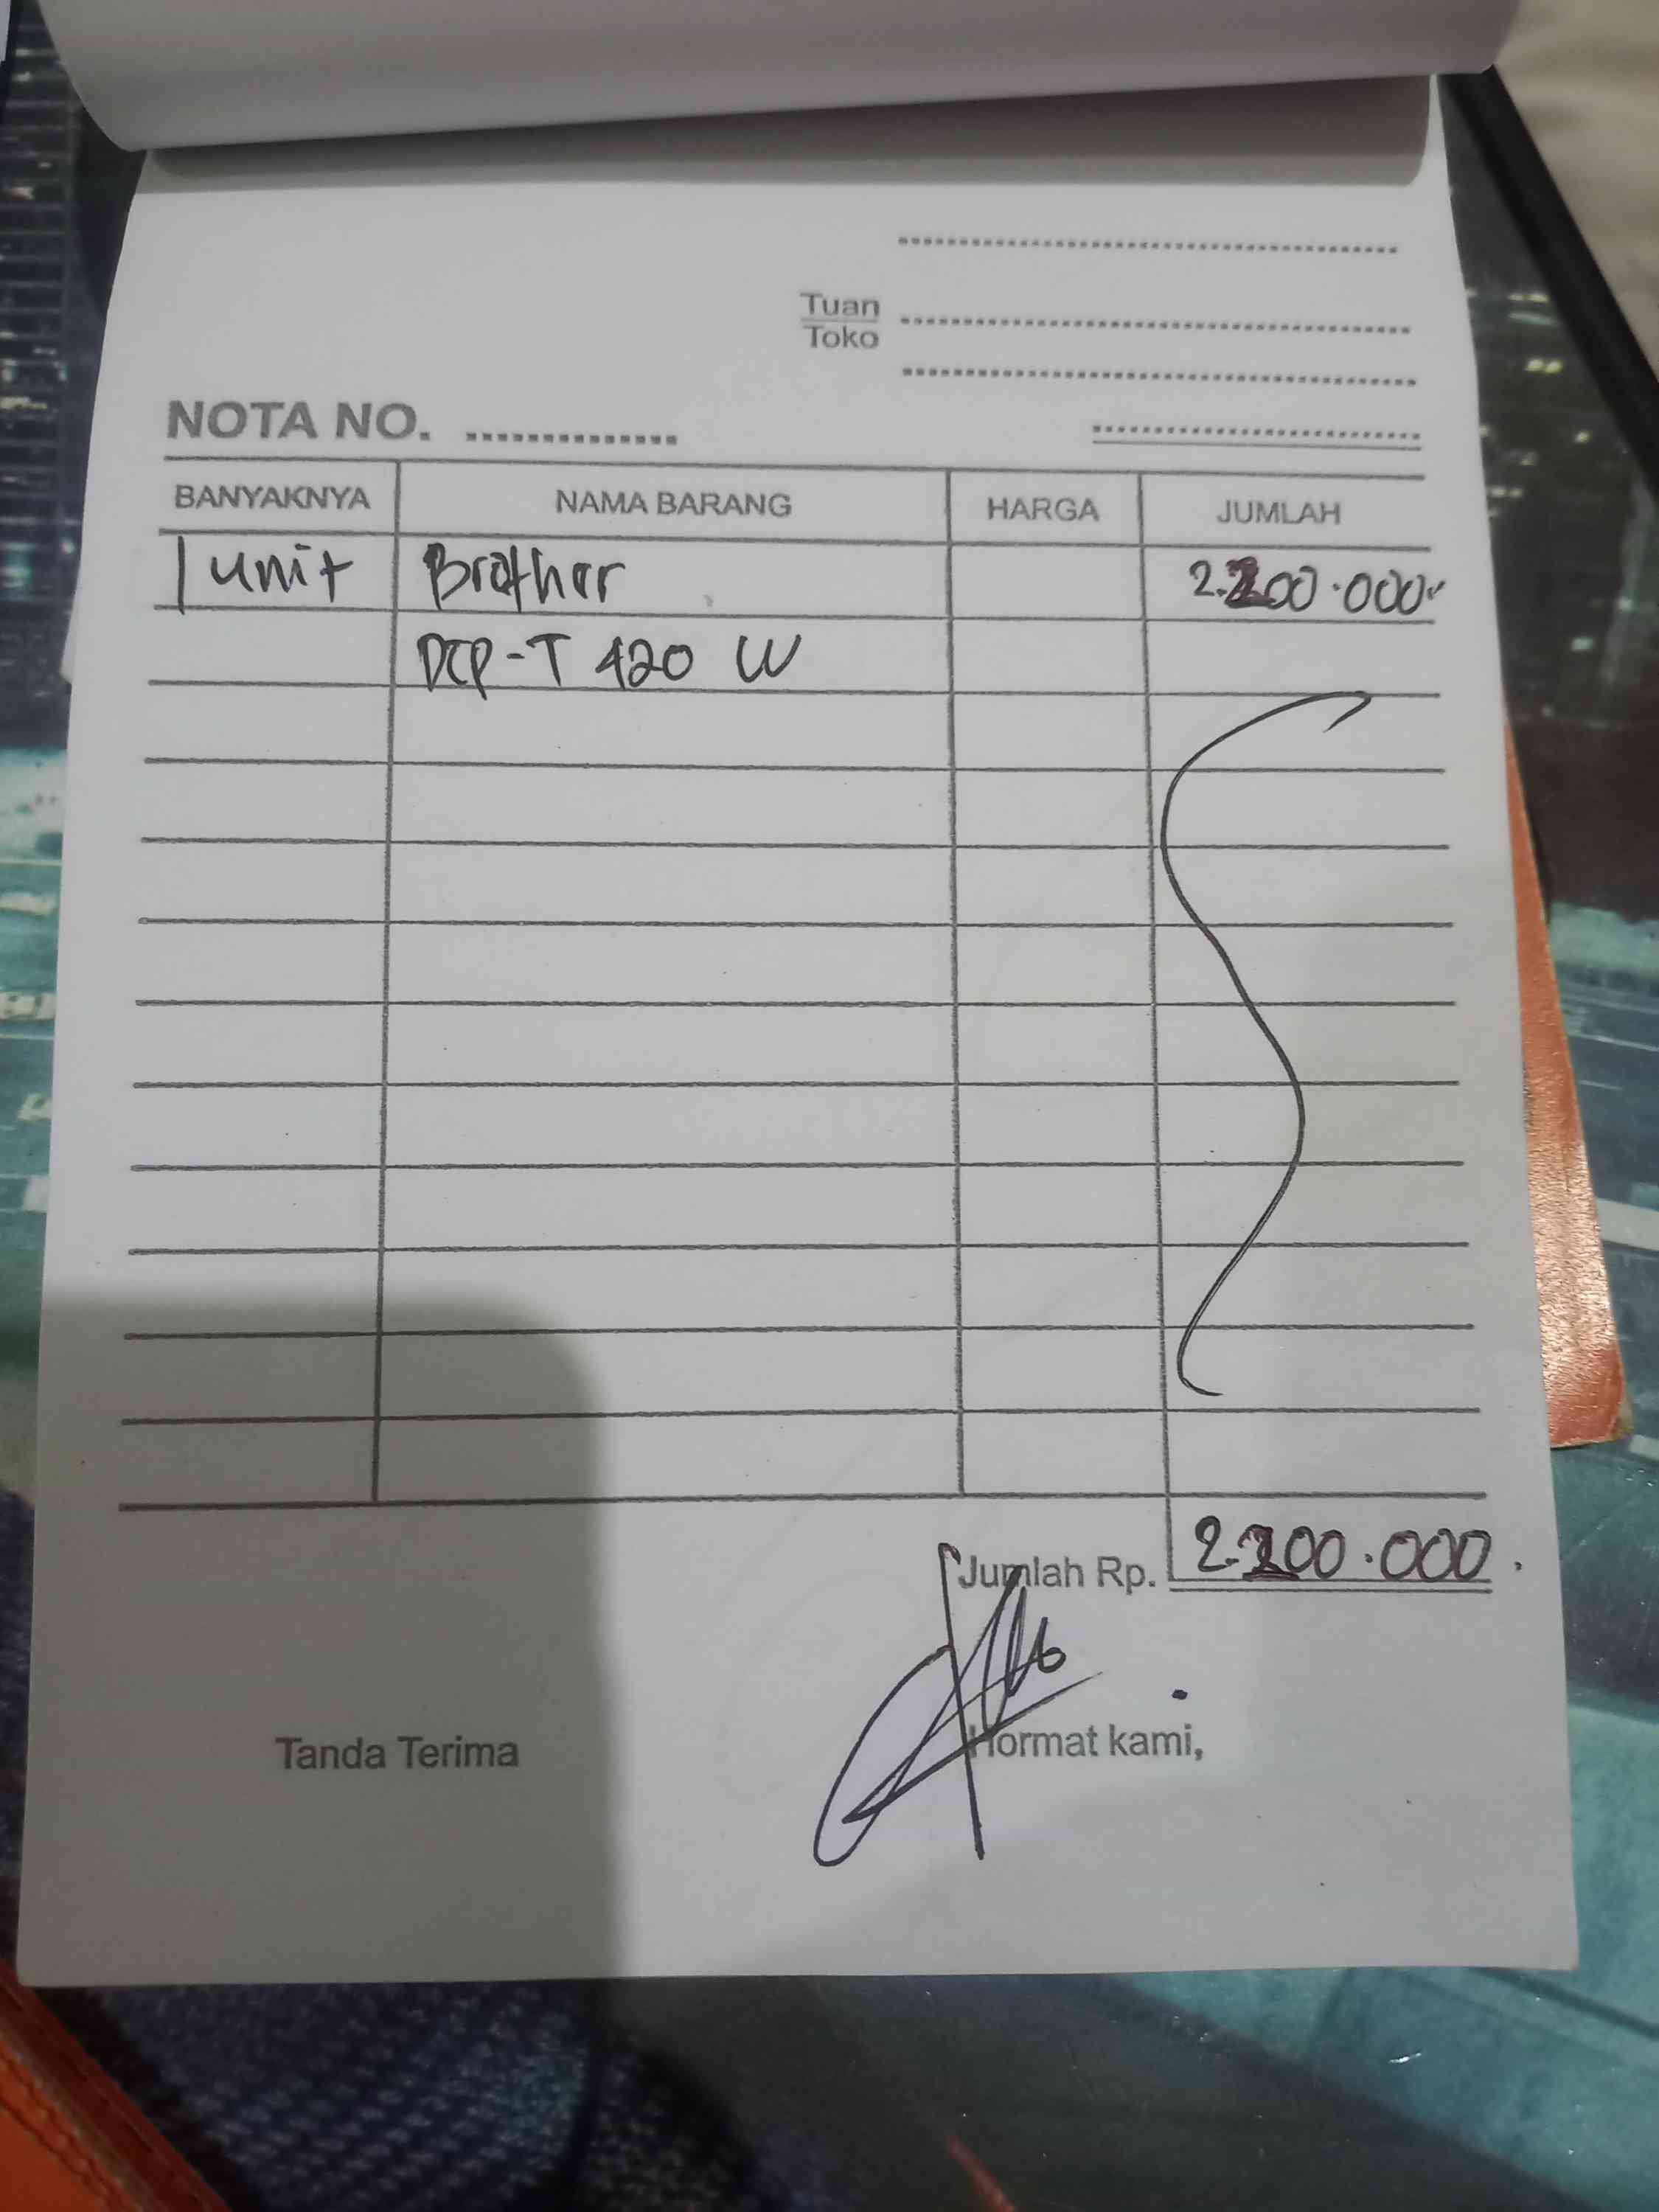 Tuan
Toko
NOTA NO.
BANYAKNYA NAMA BARANG HARGA JUMLAH
1 unit Brother 2.200.000
DCP-T 420 W
Jumlah Rp. 2.200.000.
Tanda Terima Hormat kami,